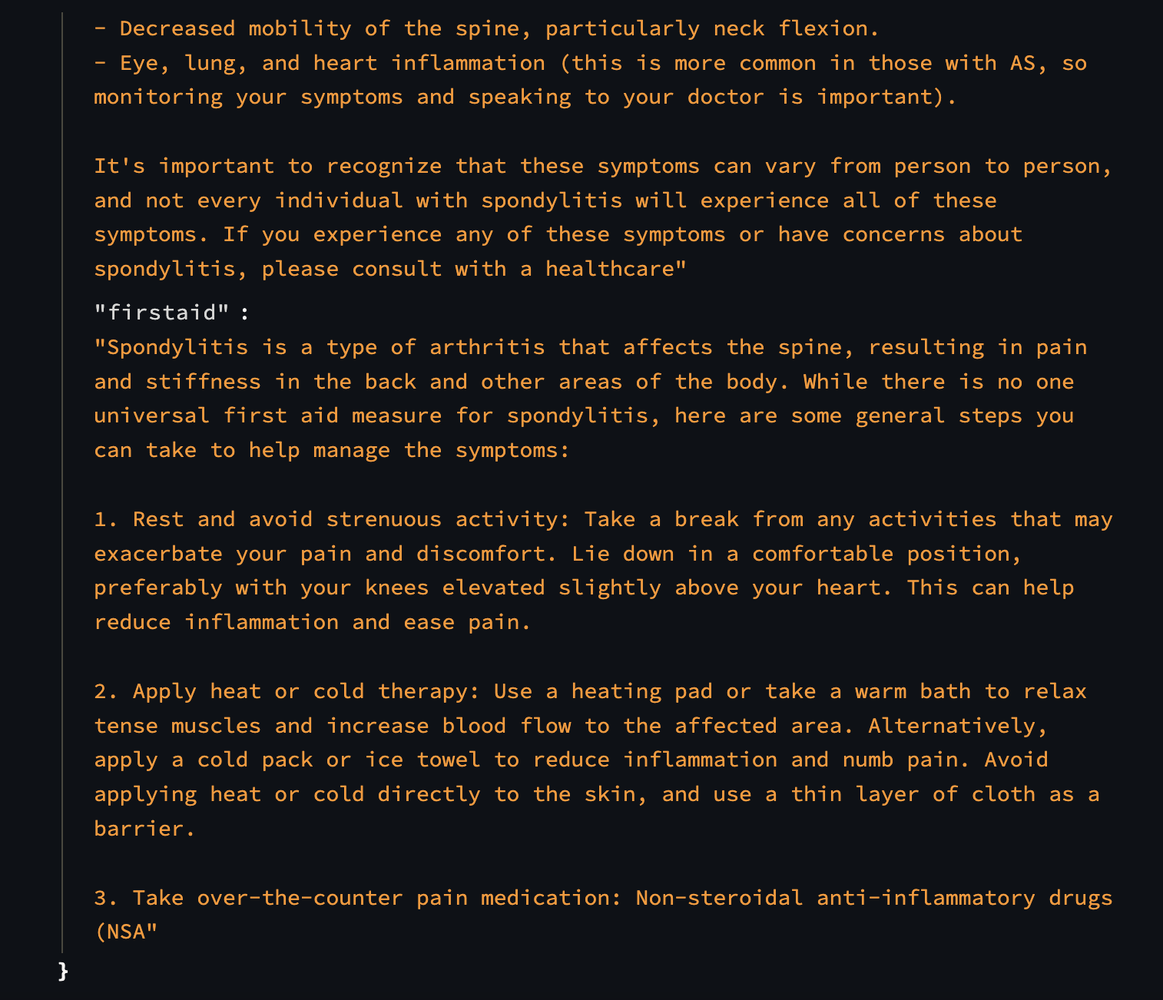 - Decreased mobility of the spine, particularly neck flexion.
- Eye, lung, and heart inflammation (this is more common in those with AS, so
monitoring your symptoms and speaking to your doctor is important).
It's important to recognize that these symptoms can vary from person to person,
and not every individual with spondylitis will experience all of these
symptoms. If you experience any of these symptoms or have concerns about
spondylitis, please consult with a healthcare"
"firstaid" :
"Spondylitis is a type of arthritis that affects the spine, resulting in pain
and stiffness in the back and other areas of the body. While there is no one
universal first aid measure for spondylitis, here are some general steps you
can take to help manage the symptoms:
1. Rest and avoid strenuous activity: Take a break from any activities that may
exacerbate your pain and discomfort. Lie down in a comfortable position,
preferably with your knees elevated slightly above your heart. This can help
reduce inflammation and ease pain.
2. Apply heat or cold therapy: Use a heating pad or take a warm bath to relax
tense muscles and increase blood flow to the affected area. Alternatively,
apply a cold pack or ice towel to reduce inflammation and numb pain. Avoid
applying heat or cold directly to the skin, and use a thin layer of cloth as a
barrier.
3. Take over-the-counter pain medication: Non-steroidal anti-inflammatory drugs
(NSA"
}